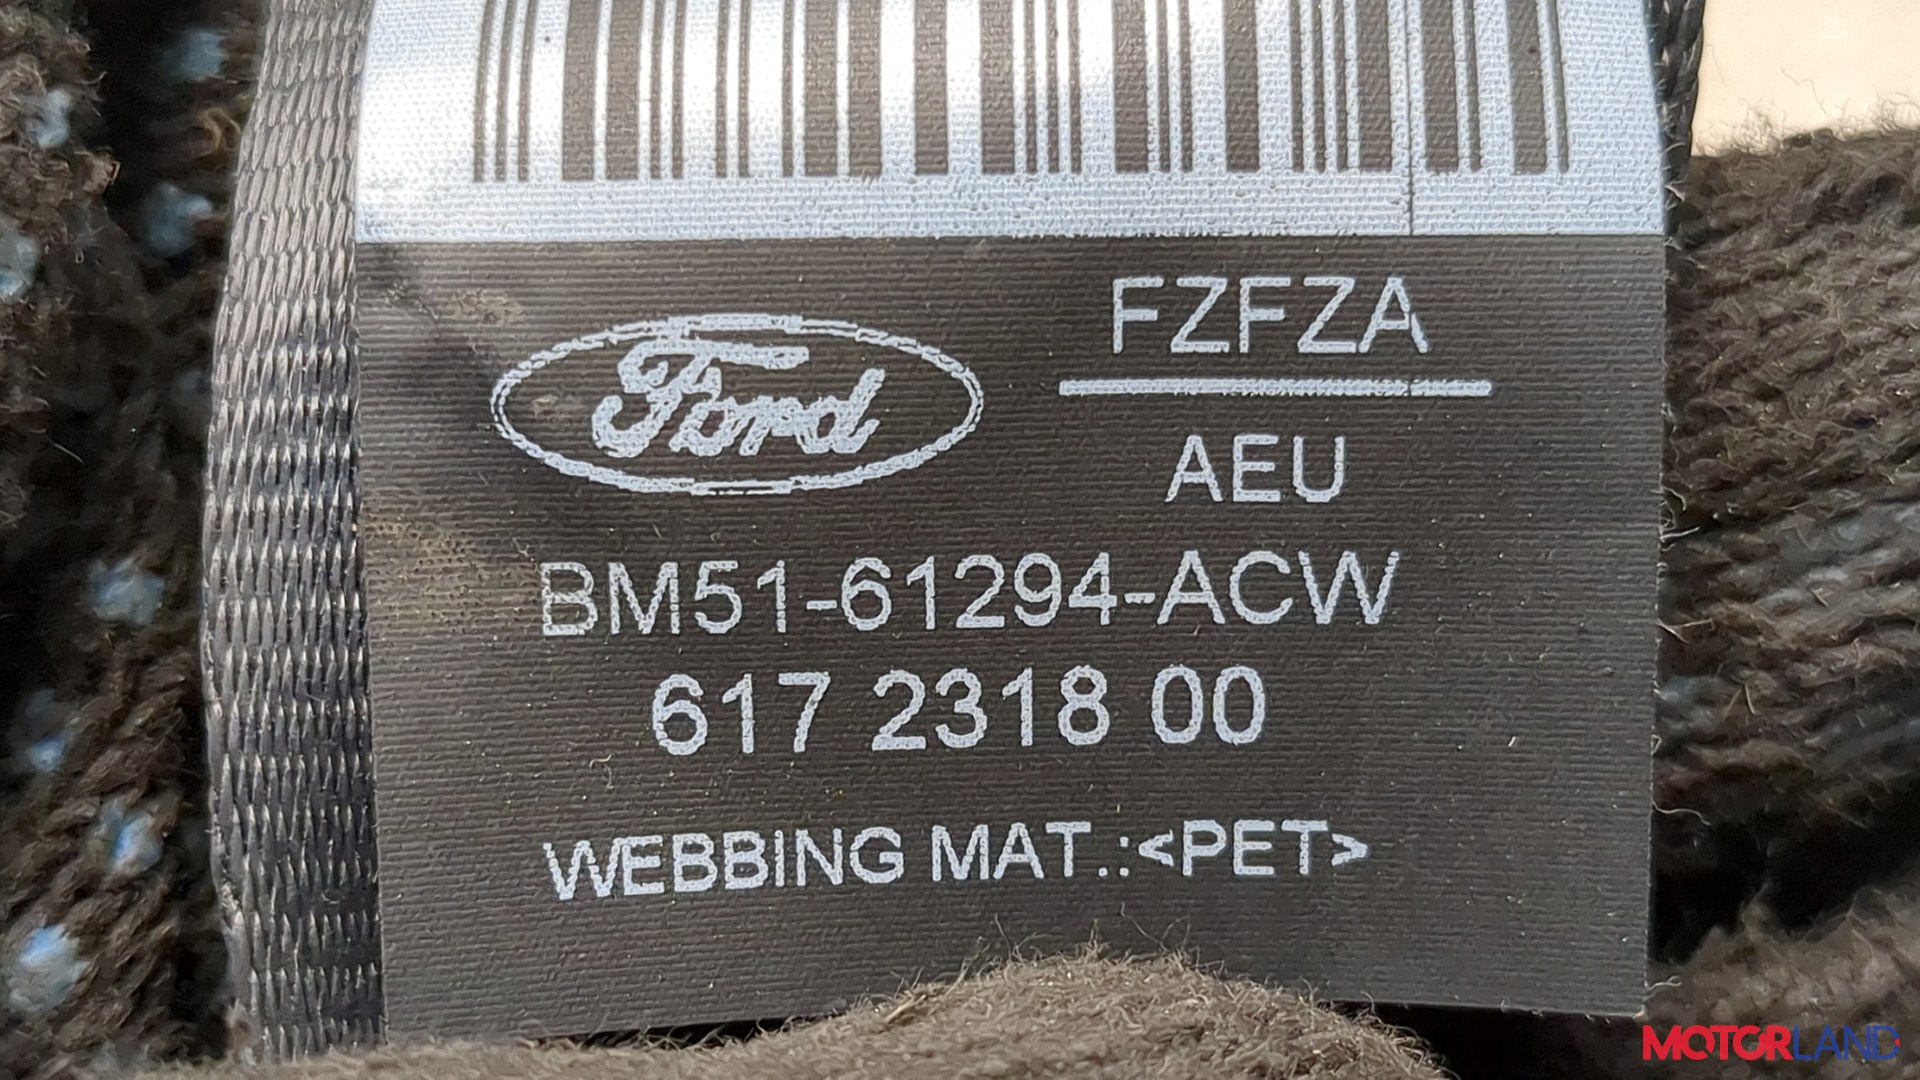 FZFZA
Ford
AEU
BM51-61294-ACW
617 2318 00
WEBBING MAT.:<PET>
MOTORLAND